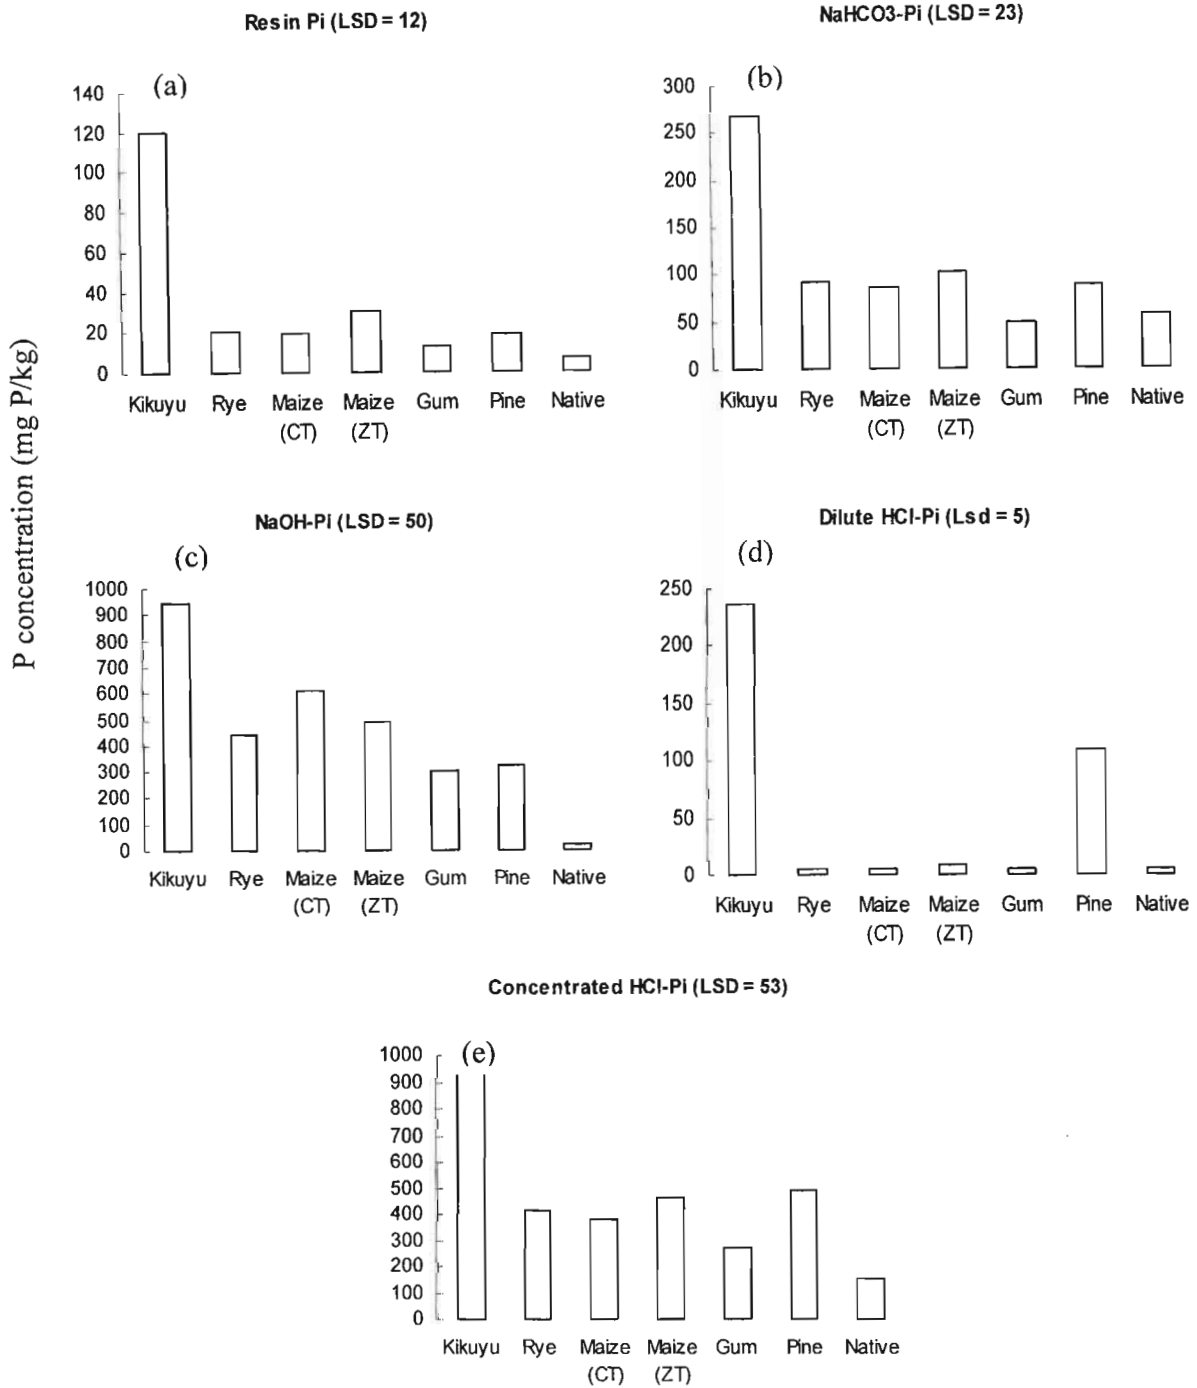 Resin Pi (LSD = 12)
(a)
140
120
100
80
60
40
20
0
Kikuyu Rye Maize Maize Gum Pine Native
(CT) (ZT)
NaHCO3-Pi (LSD = 23)
(b)
300
250
200
150
100
50
0
Kikuyu Rye Maize Maize Gum Pine Native
(CT) (ZT)
P concentration (mg P/kg)
NaOH-Pi (LSD = 50)
(c)
1000
900
800
700
600
500
400
300
200
100
0
Kikuyu Rye Maize Maize Gum Pine Native
(CT) (ZT)
Dilute HCl-Pi (Lsd = 5)
(d)
250
200
150
100
50
0
Kikuyu Rye Maize Maize Gum Pine Native
(CT) (ZT)
Concentrated HCl-Pi (LSD = 53)
(e)
1000
900
800
700
600
500
400
300
200
100
0
Kikuyu Rye Maize Maize Gum Pine Native
(CT) (ZT)